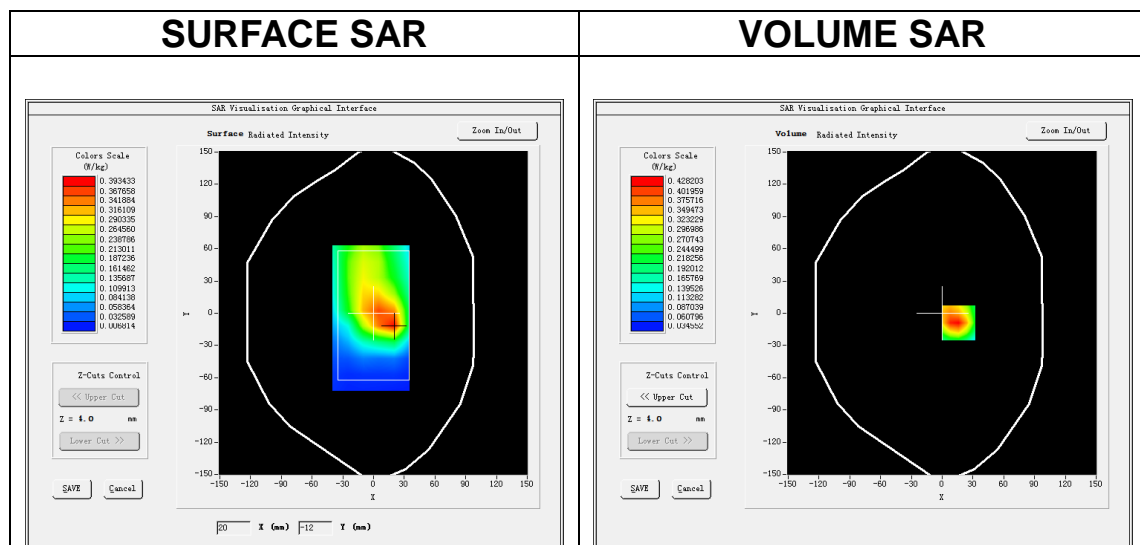 SURFACE SAR
VOLUME SAR
SAR Visualisation Graphical Interface
Surface Radiated Intensity
Zoom In/Out
Colors Scale
(W/kg)
0.393433
0.367658
0.341884
0.316109
0.290335
0.264560
0.238786
0.213011
0.187236
0.161462
0.135687
0.109913
0.084138
0.058364
0.032589
0.006814
Z-Cuts Control
<< Upper Cut
Z = 4.0 mm
Lower Cut >>
SAVE
Cancel
150
120
90
60
30
0
-30
-60
-90
-120
-150
Y
-150 -120 -90 -60 -30 0 30 60 90 120 150
X
20 X (mm) -12 Y (mm)
SAR Visualisation Graphical Interface
Volume Radiated Intensity
Zoom In/Out
Colors Scale
(W/kg)
0.428203
0.401959
0.375716
0.349473
0.323229
0.296986
0.270743
0.244499
0.218256
0.192012
0.165769
0.139526
0.113282
0.087039
0.060796
0.034552
Z-Cuts Control
<< Upper Cut
Z = 4.0 mm
Lower Cut >>
SAVE
Cancel
150
120
90
60
30
0
-30
-60
-90
-120
-150
Y
-150 -120 -90 -60 -30 0 30 60 90 120 150
X